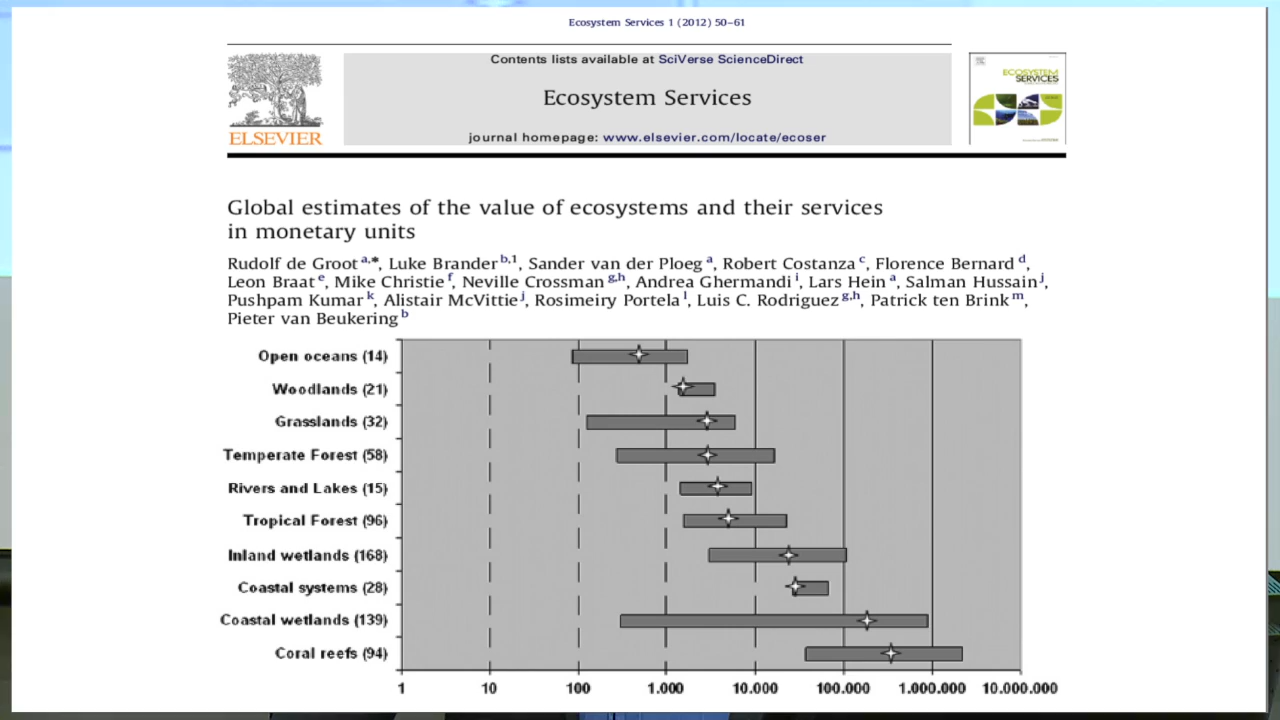 Ecosystem Services 1 (2012) 50–61
Contents lists available at SciVerse ScienceDirect
Ecosystem Services
journal homepage: www.elsevier.com/locate/ecoser
ELSEVIER
ECOSYSTEM
SERVICES
Global estimates of the value of ecosystems and their services
in monetary units
Rudolf de Groot a,*, Luke Brander b,1, Sander van der Ploeg a, Robert Costanza c, Florence Bernard d,
Leon Braat e, Mike Christie f, Neville Crossman g,h, Andrea Ghermandi i, Lars Hein a, Salman Hussain j,
Pushpam Kumar k, Alistair McVittie j, Rosimeiry Portela l, Luis C. Rodriguez g,h, Patrick ten Brink m,
Pieter van Beukering b
Open oceans (14)
Woodlands (21)
Grasslands (32)
Temperate Forest (58)
Rivers and Lakes (15)
Tropical Forest (96)
Inland wetlands (168)
Coastal systems (28)
Coastal wetlands (139)
Coral reefs (94)
1 10 100 1.000 10.000 100.000 1.000.000 10.000.000